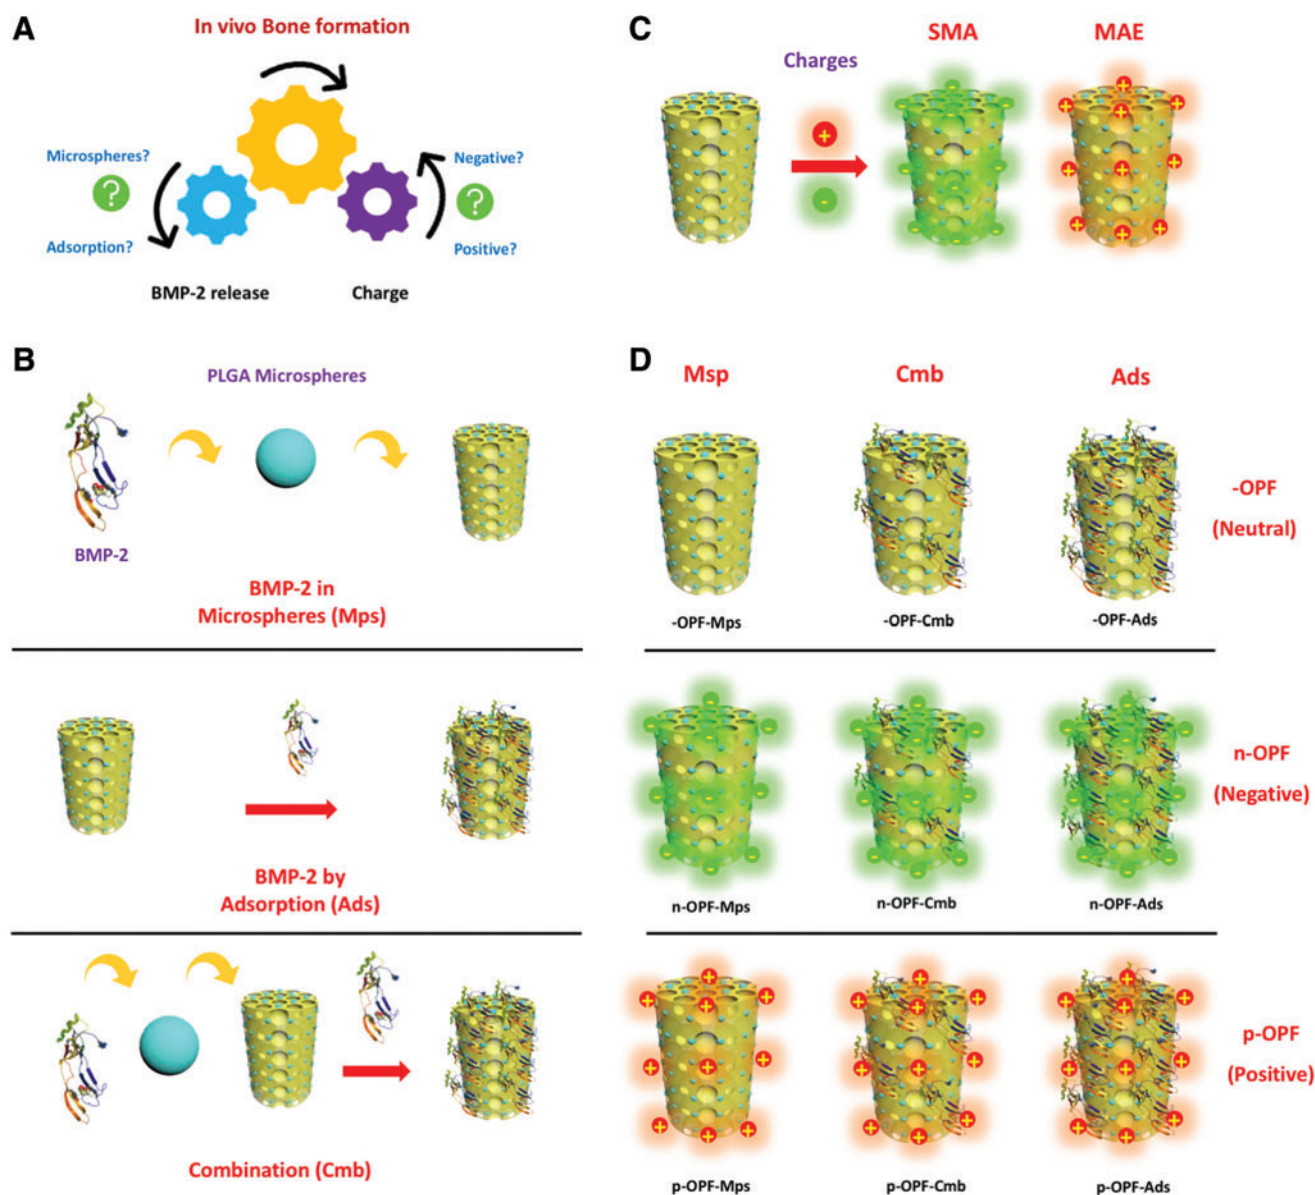 A
In vivo Bone formation
Microspheres?
?
Adsorption?
Negative?
?
Positive?
BMP-2 release
Charge
B
PLGA Microspheres
BMP-2
BMP-2 in
Microspheres (Mps)
BMP-2 by
Adsorption (Ads)
Combination (Cmb)
C
SMA
MAE
Charges
+
-
D
Msp
Cmb
Ads
-OPF
(Neutral)
-OPF-Mps
-OPF-Cmb
-OPF-Ads
n-OPF
(Negative)
n-OPF-Mps
n-OPF-Cmb
n-OPF-Ads
p-OPF
(Positive)
p-OPF-Mps
p-OPF-Cmb
p-OPF-Ads